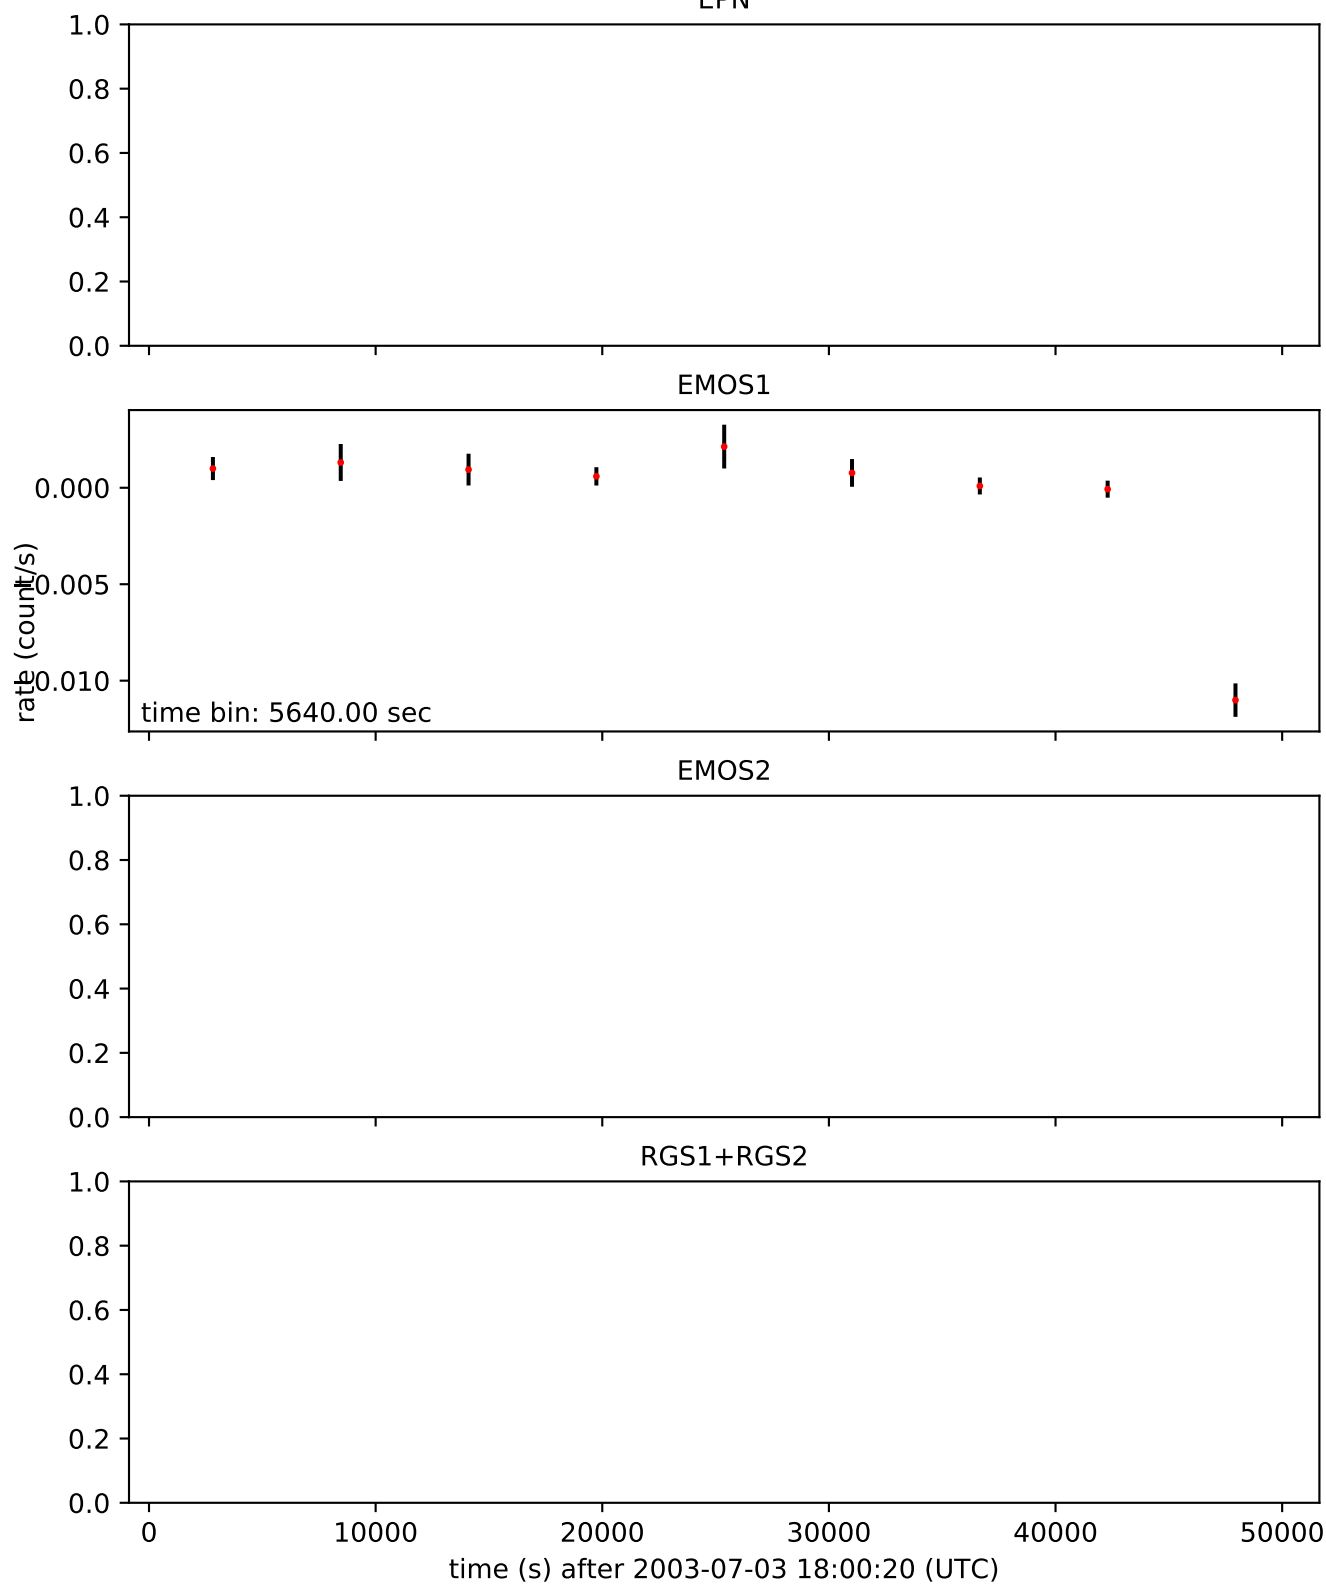 EPN
1.0
0.8
0.6
0.4
0.2
0.0
EMOS1
0.000
−0.005
−0.010
rate (count/s)
time bin: 5640.00 sec
EMOS2
1.0
0.8
0.6
0.4
0.2
0.0
RGS1+RGS2
1.0
0.8
0.6
0.4
0.2
0.0
0 10000 20000 30000 40000 50000
time (s) after 2003-07-03 18:00:20 (UTC)